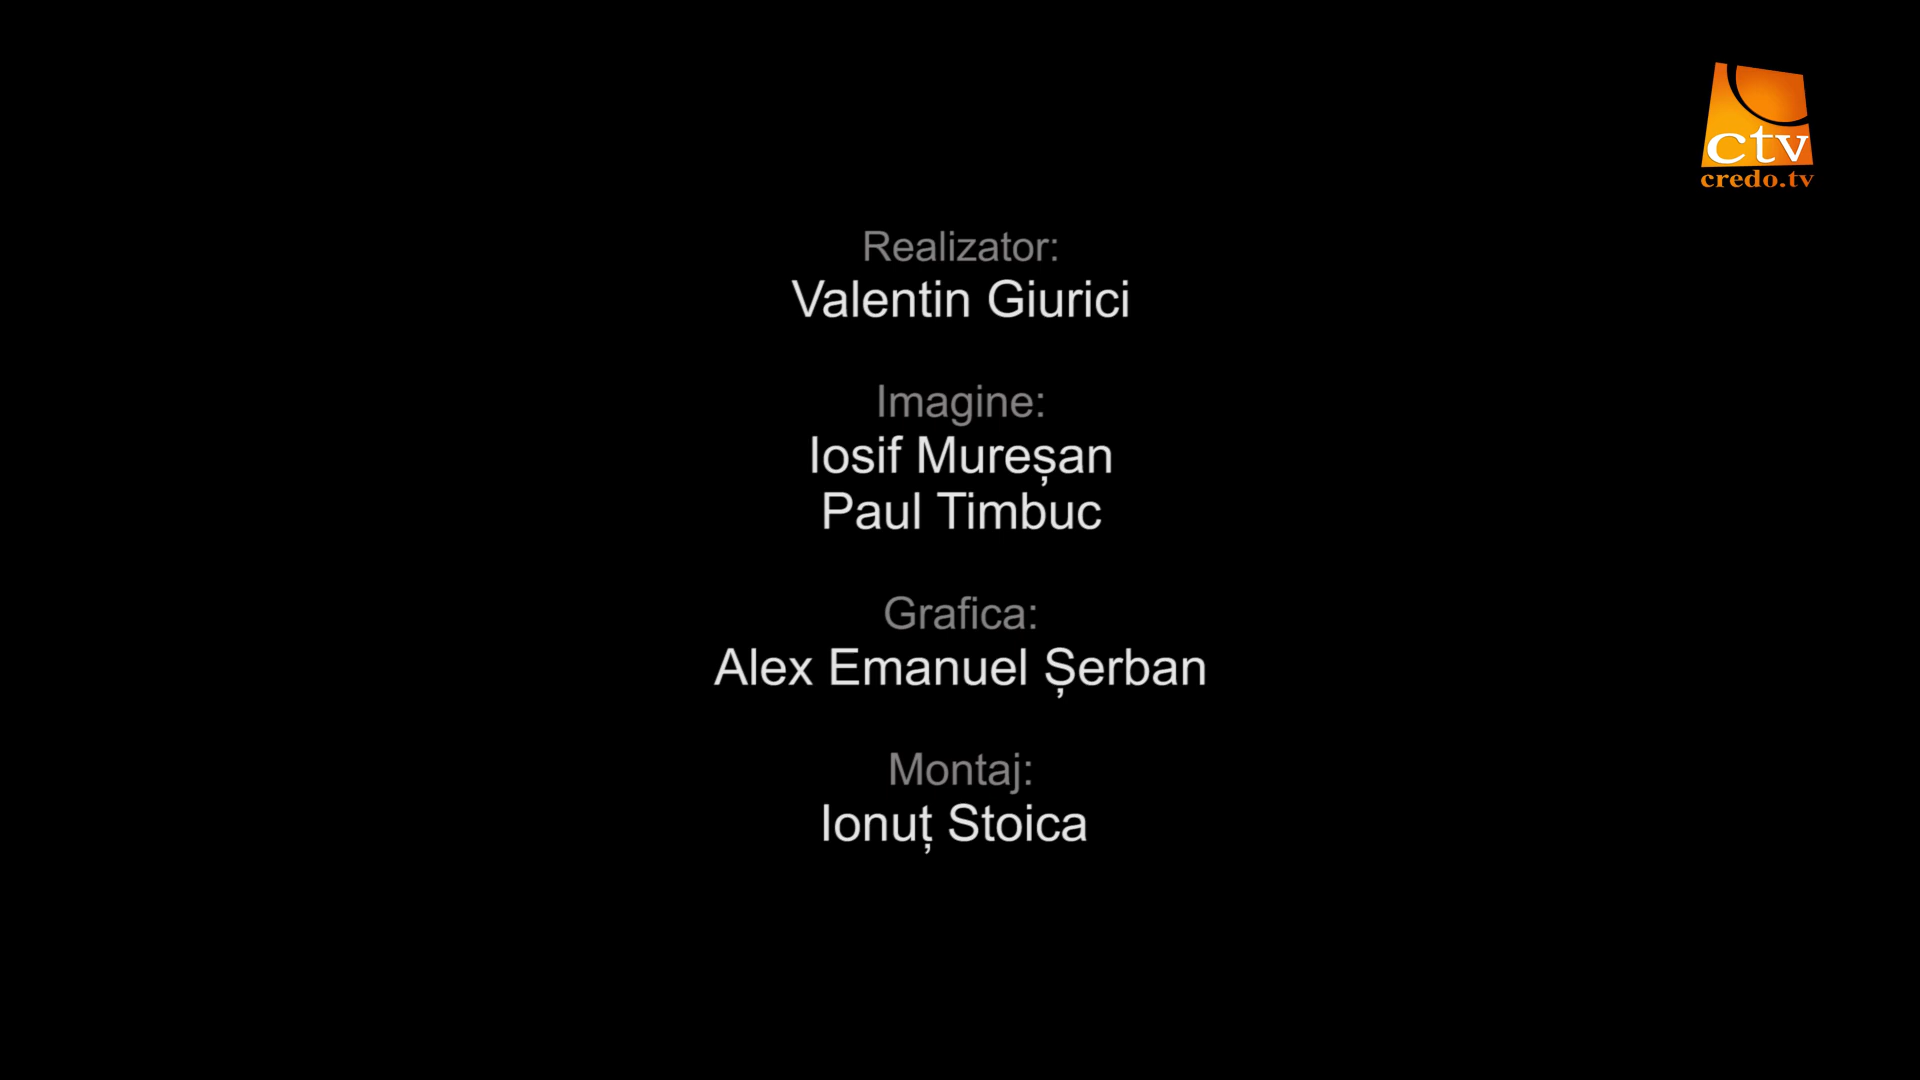 ctv
credo.tv
Realizator:
Valentin Giurici
Imagine:
Iosif Mureșan
Paul Timbuc
Grafica:
Alex Emanuel Șerban
Montaj:
Ionuț Stoica